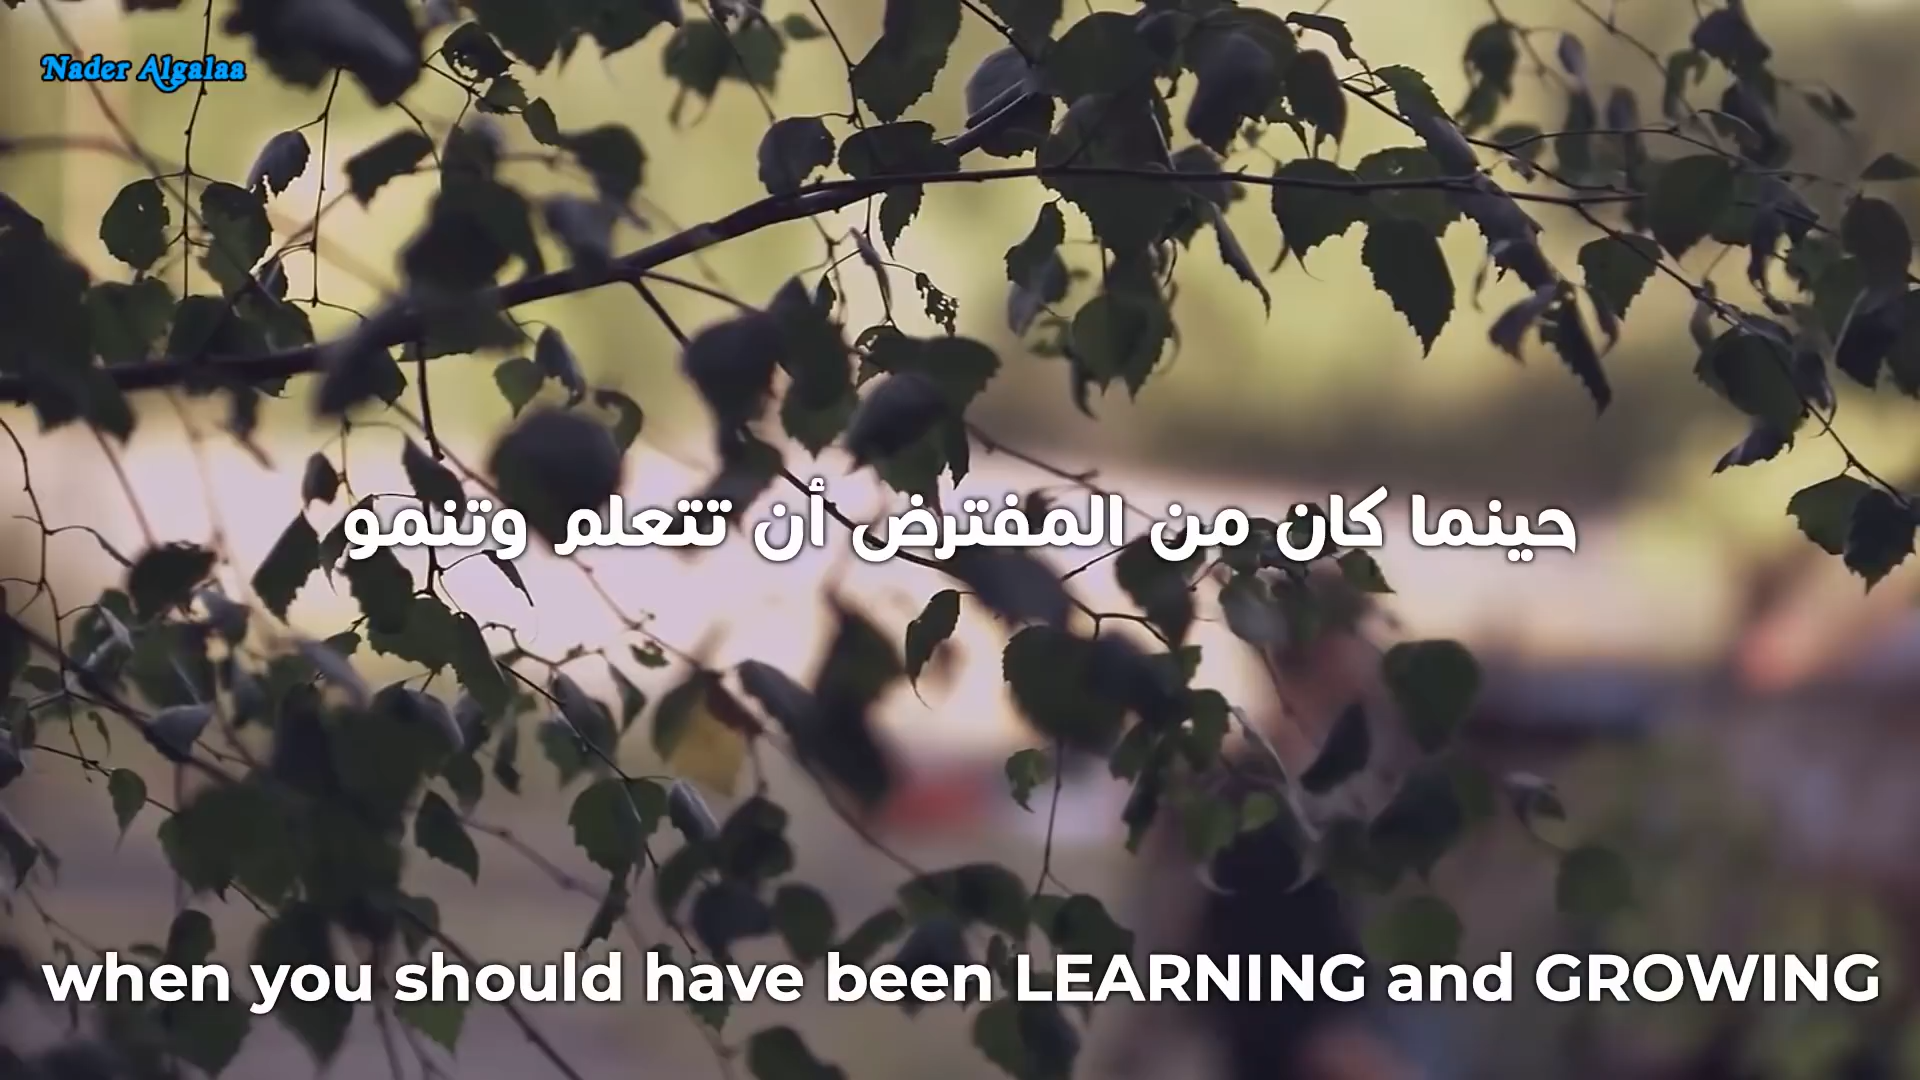 Nader Algalaa
حينما كان من المفترض أن تتعلم وتنمو
when you should have been LEARNING and GROWING